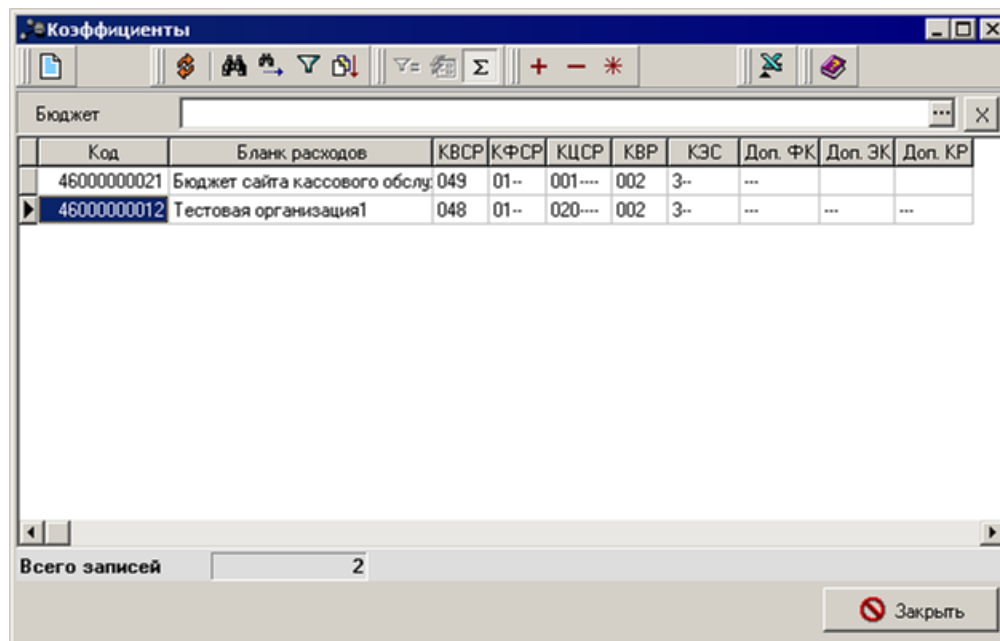 Коэффициенты
Бюджет
Код Бланк расходов КВСР КФСР КЦСР КВР КЭС Доп. ФК Доп. ЭК Доп. КР
46000000021 Бюджет сайта кассового обслу: 049 01-- 001---- 002 3-- ---
46000000012 Тестовая организация1 048 01-- 020---- 002 3-- --- --- ---
Всего записей 2
Закрыть